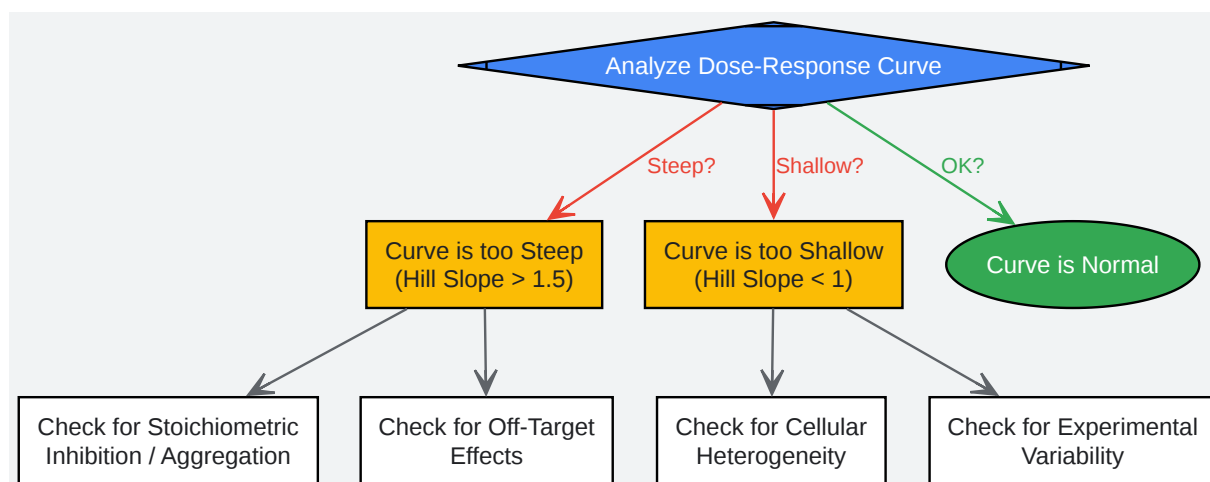 Analyze Dose-Response Curve
Steep?
Shallow?
OK?
Curve is too Steep
(Hill Slope > 1.5)
Curve is too Shallow
(Hill Slope < 1)
Curve is Normal
Check for Stoichiometric
Inhibition / Aggregation
Check for Off-Target
Effects
Check for Cellular
Heterogeneity
Check for Experimental
Variability